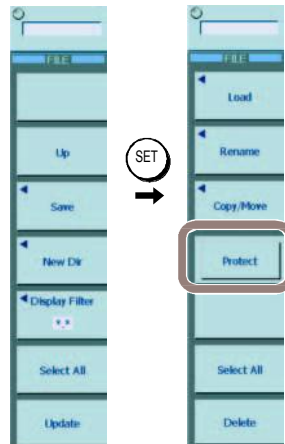 FILE
Up
Save
New Dir
Display Filter
*.*
Select All
Update
SET
FILE
Load
Rename
Copy/Move
Protect
Select All
Delete